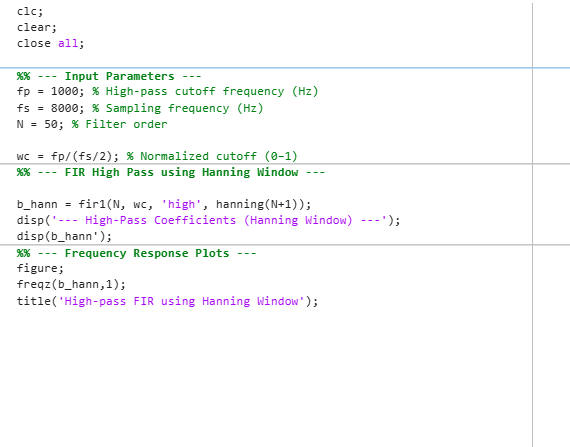 clc;
clear;
close all;
%% --- Input Parameters ---
fp = 1000; % High-pass cutoff frequency (Hz)
fs = 8000; % Sampling frequency (Hz)
N = 50; % Filter order
wc = fp/(fs/2); % Normalized cutoff (0–1)
%% --- FIR High Pass using Hanning Window ---
b_hann = fir1(N, wc, 'high', hanning(N+1));
disp('--- High-Pass Coefficients (Hanning Window) ---');
disp(b_hann');
%% --- Frequency Response Plots ---
figure;
freqz(b_hann,1);
title('High-pass FIR using Hanning Window');